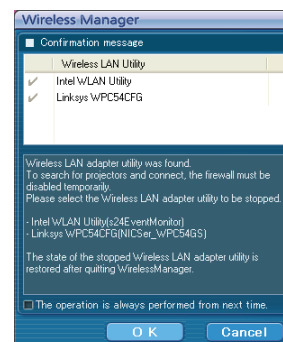 Wireless Manager
Confirmation message
Wireless LAN Utility
Intel WLAN Utility
Linksys WPC54CFG
Wireless LAN adapter utility was found.
To search for projectors and connect, the firewall must be
disabled temporarily.
Please select the Wireless LAN adapter utility to be stopped.
- Intel WLAN Utility(s24EventMonitor)
- Linksys WPC54CFG(NICSer_WPC54GS)
The state of the stopped Wireless LAN adapter utility is
restored after quitting WirelessManager.
The operation is always performed from next time.
O K
Cancel